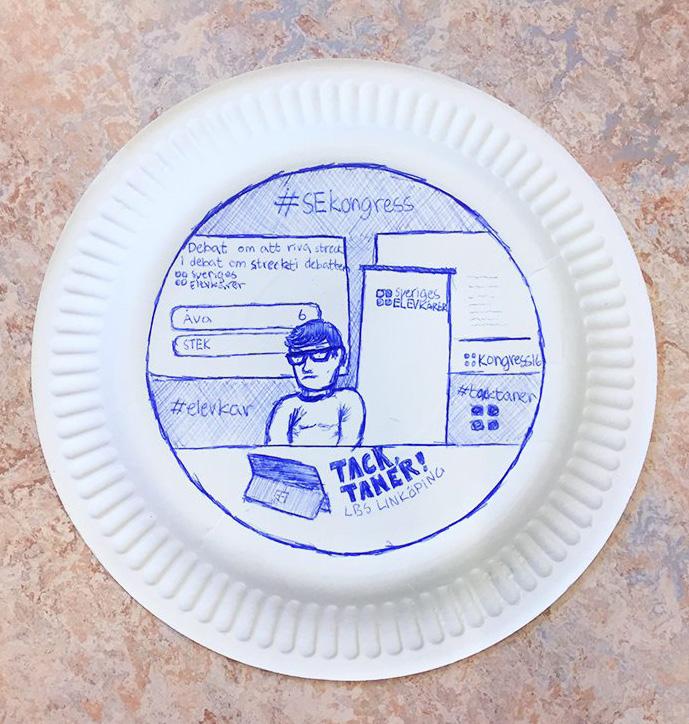 #SEkongress
Debat om att riva streck
i debat om streckti debatten
sveriges
ELEVkårer
Åva 6
STEK
sveriges
ELEVKÅRER
kongress16
#elevkår
#tacktaner
TACK,
TANER!
LBS LINKÖPING